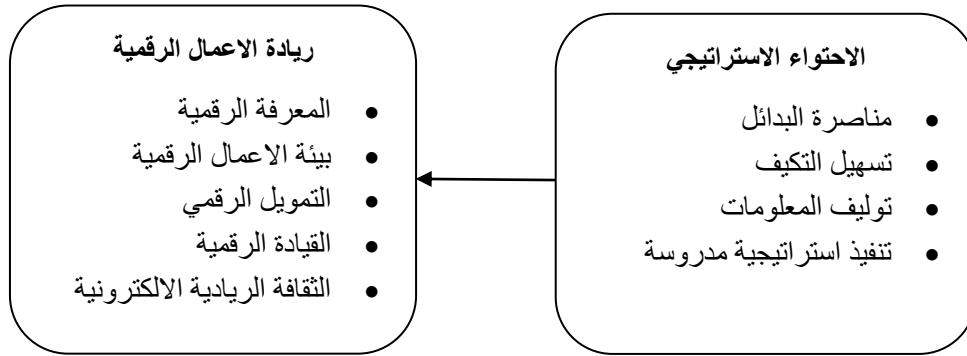 الاحتواء الاستراتيجي
• مناصرة البدائل
• تسهيل التكيف
• توليف المعلومات
• تنفيذ استراتيجية مدروسة
ريادة الاعمال الرقمية
• المعرفة الرقمية
• بيئة الاعمال الرقمية
• التمويل الرقمي
• القيادة الرقمية
• الثقافة الريادية الالكترونية